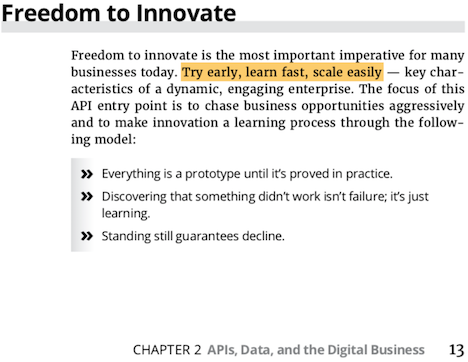 Freedom to Innovate
Freedom to innovate is the most important imperative for many
businesses today. Try early, learn fast, scale easily — key char-
acteristics of a dynamic, engaging enterprise. The focus of this
API entry point is to chase business opportunities aggressively
and to make innovation a learning process through the follow-
ing model:
» Everything is a prototype until it's proved in practice.
» Discovering that something didn't work isn't failure; it's just
learning.
» Standing still guarantees decline.
CHAPTER 2 APIs, Data, and the Digital Business 13